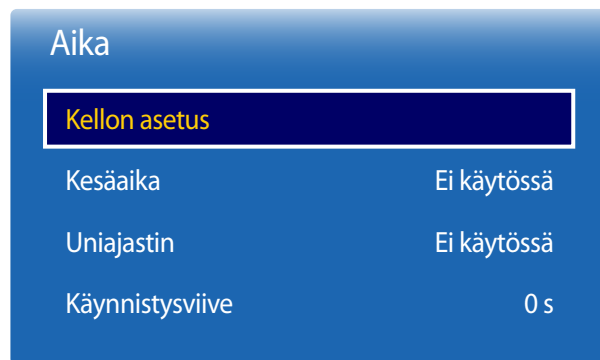 Aika
Kellon asetus
Kesäaika Ei käytössä
Uniajastin Ei käytössä
Käynnistysviive 0 s